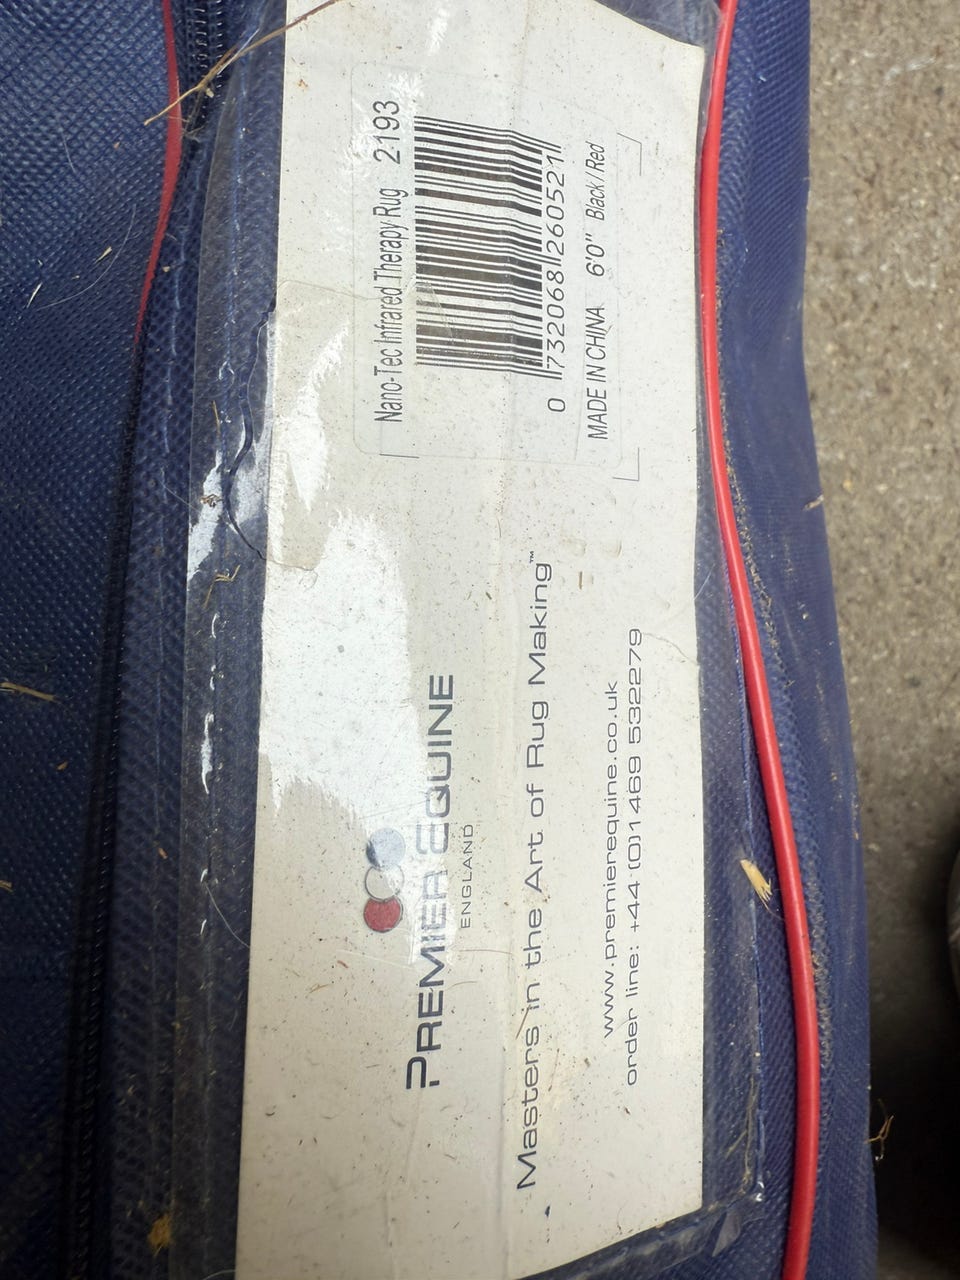 PREMIER EQUINE
ENGLAND
Masters in the Art of Rug Making™
www.premierequine.co.uk
order line: +44 (0)1469 532279
Nano-Tec Infrared Therapy Rug 2193
0 732068 260521
MADE IN CHINA 6'0" Black / Red